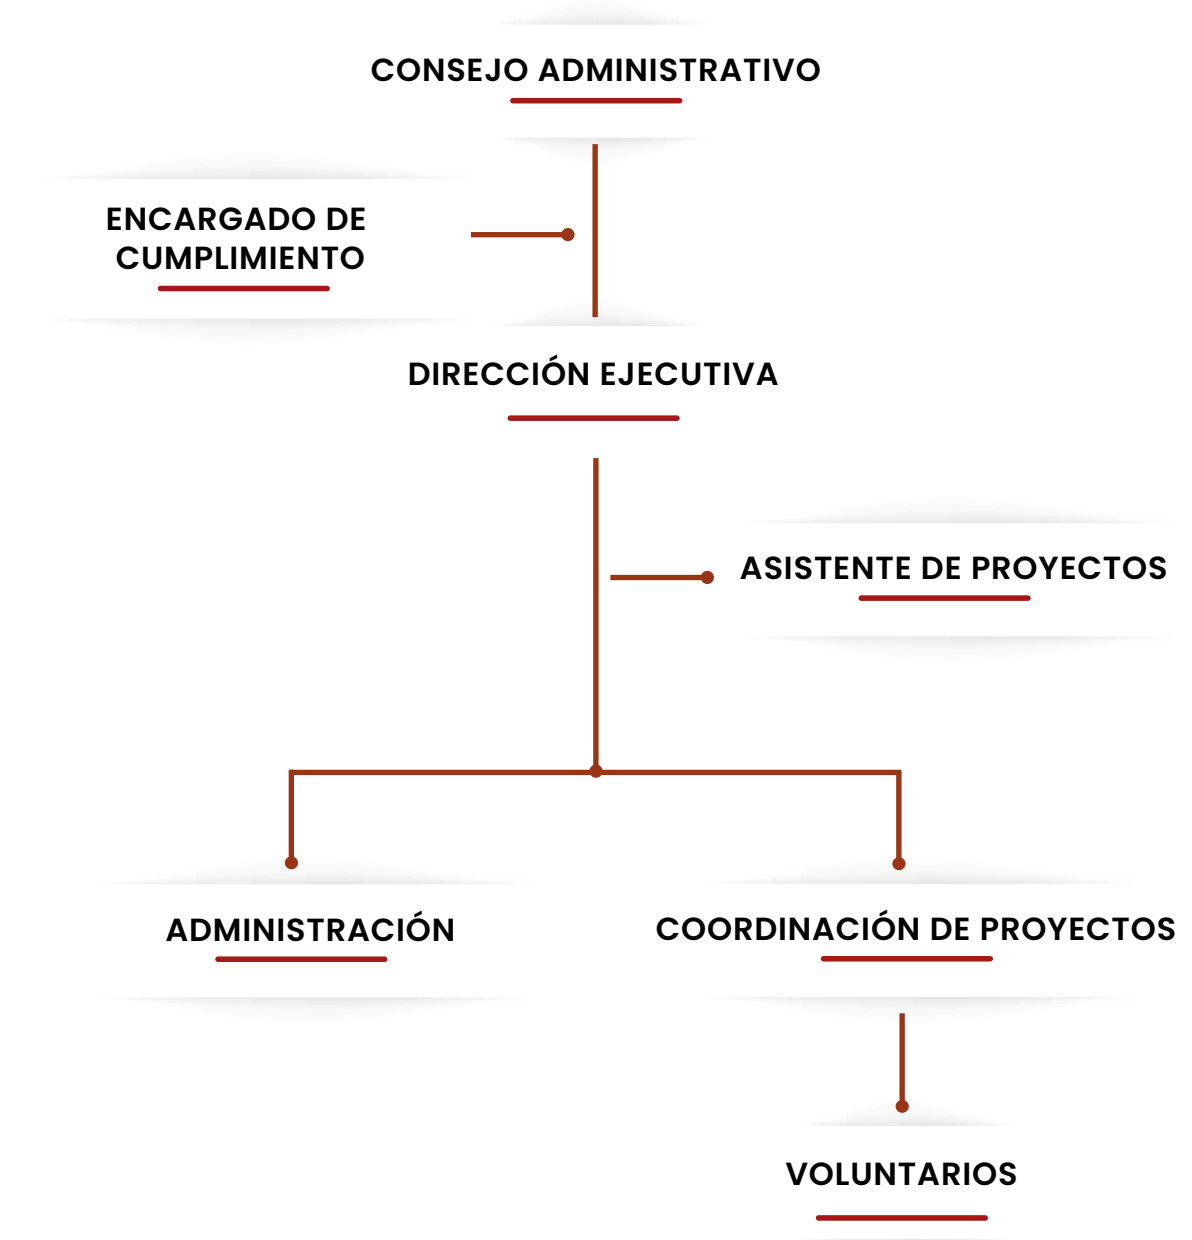 CONSEJO ADMINISTRATIVO
ENCARGADO DE
CUMPLIMIENTO
DIRECCIÓN EJECUTIVA
ASISTENTE DE PROYECTOS
ADMINISTRACIÓN
COORDINACIÓN DE PROYECTOS
VOLUNTARIOS